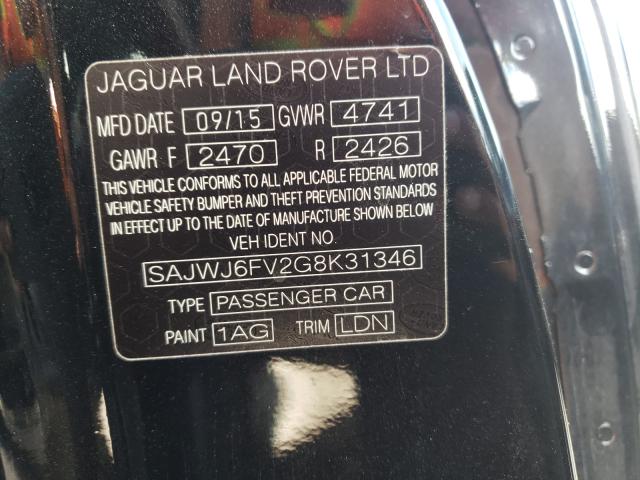 JAGUAR LAND ROVER LTD
MFD DATE 09/15 GVWR 4741
GAWR F 2470 R 2426
THIS VEHICLE CONFORMS TO ALL APPLICABLE FEDERAL MOTOR
VEHICLE SAFETY BUMPER AND THEFT PREVENTION STANDARDS
IN EFFECT UP TO THE DATE OF MANUFACTURE SHOWN BELOW
VEH IDENT NO.
SAJWJ6FV2G8K31346
TYPE PASSENGER CAR
PAINT 1AG TRIM LDN